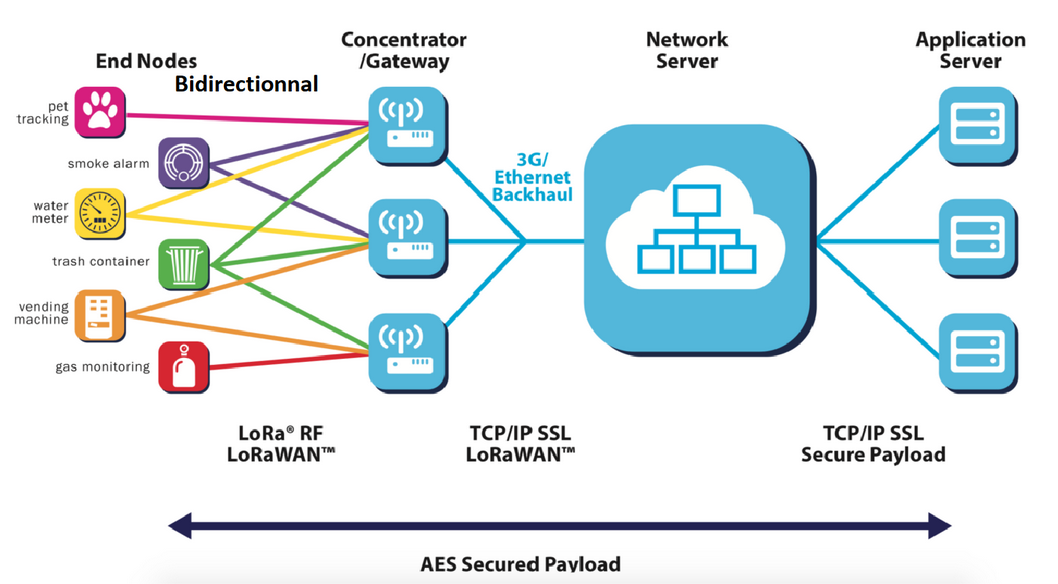 End Nodes
Bidirectionnal
Concentrator
/Gateway
Network
Server
Application
Server
pet
tracking
smoke alarm
water
meter
trash container
vending
machine
gas monitoring
3G/
Ethernet
Backhaul
LoRa® RF
LoRaWAN™
TCP/IP SSL
LoRaWAN™
TCP/IP SSL
Secure Payload
AES Secured Payload